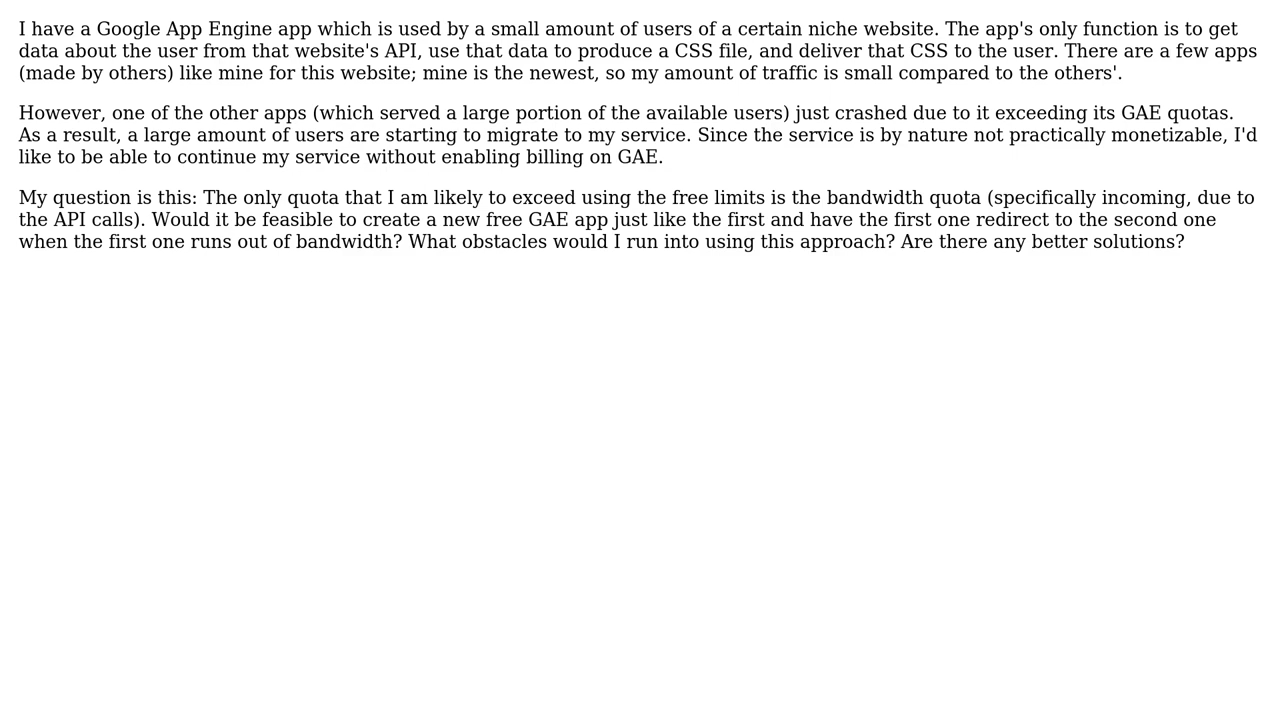 I have a Google App Engine app which is used by a small amount of users of a certain niche website. The app's only function is to get
data about the user from that website's API, use that data to produce a CSS file, and deliver that CSS to the user. There are a few apps
(made by others) like mine for this website; mine is the newest, so my amount of traffic is small compared to the others'.
However, one of the other apps (which served a large portion of the available users) just crashed due to it exceeding its GAE quotas.
As a result, a large amount of users are starting to migrate to my service. Since the service is by nature not practically monetizable, I'd
like to be able to continue my service without enabling billing on GAE.
My question is this: The only quota that I am likely to exceed using the free limits is the bandwidth quota (specifically incoming, due to
the API calls). Would it be feasible to create a new free GAE app just like the first and have the first one redirect to the second one
when the first one runs out of bandwidth? What obstacles would I run into using this approach? Are there any better solutions?